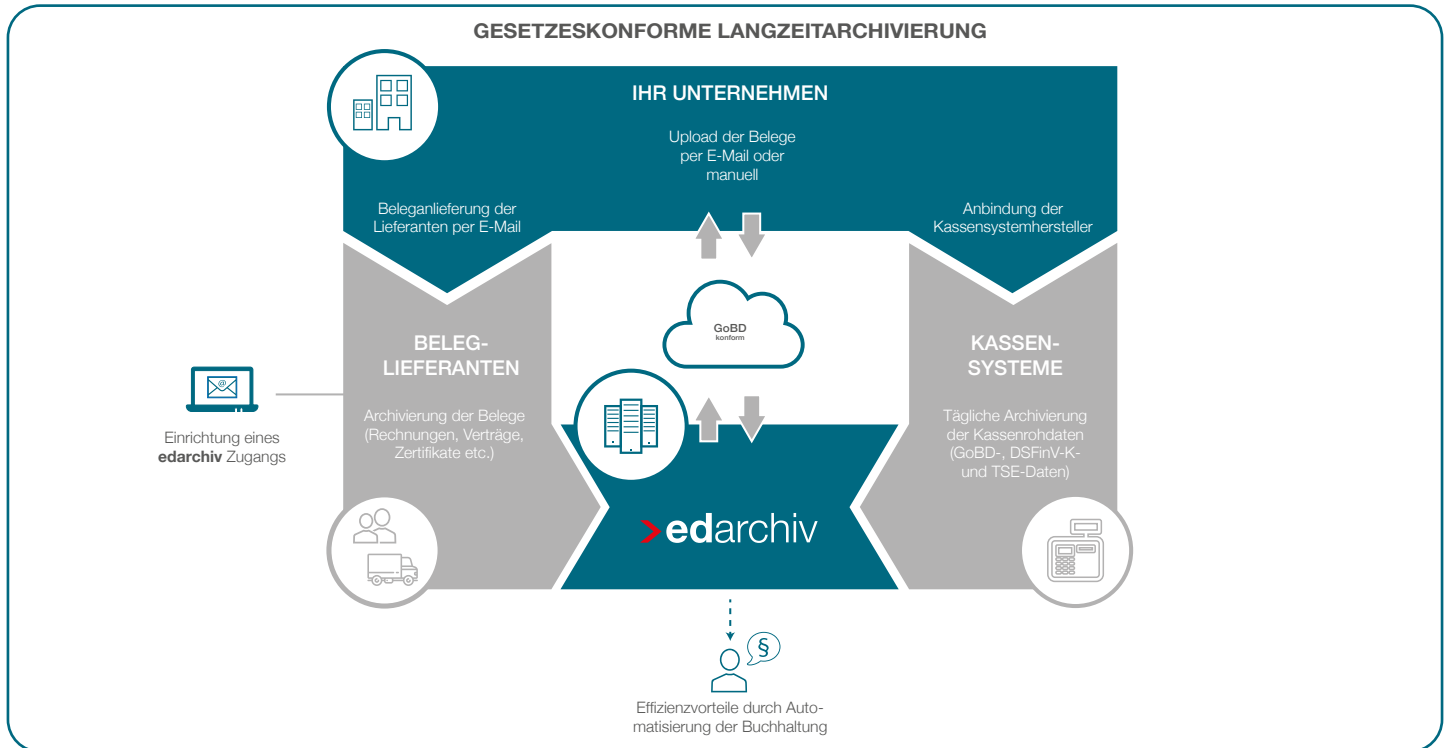 GESETZESKONFORME LANGZEITARCHIVIERUNG
IHR UNTERNEHMEN
Upload der Belege
per E-Mail oder
manuell
Beleganlieferung der
Lieferanten per E-Mail
Anbindung der
Kassensystemhersteller
GoBD
konform
BELEG-
LIEFERANTEN
Archivierung der Belege
(Rechnungen, Verträge,
Zertifikate etc.)
KASSEN-
SYSTEME
Tägliche Archivierung
der Kassenrohdaten
(GoBD-, DSFinV-K-
und TSE-Daten)
@
Einrichtung eines
edarchiv Zugangs
edarchiv
§
Effizienzvorteile durch Auto-
matisierung der Buchhaltung